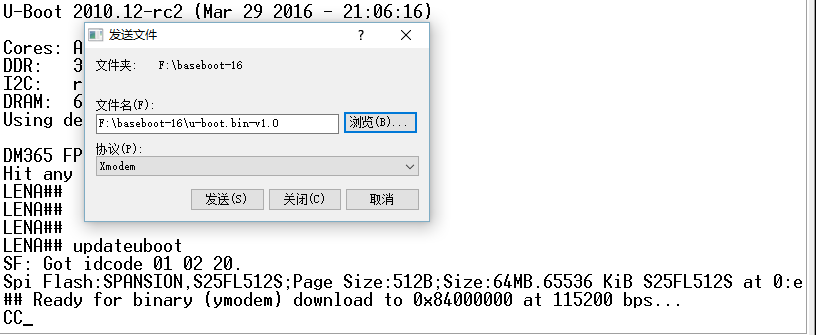 U-Boot 2010.12-rc2 (Mar 29 2016 - 21:06:16)
发送文件
?
Cores: A
文件夹: F:\baseboot-16
DDR: 3
I2C: r
DRAM: 6
文件名(F):
Using de
F:\baseboot-16\u-boot.bin-v1.0
浏览(B)...
协议(P):
DM365 FP
Xmodem
Hit any
LENA##
发送(S) 关闭(C) 取消
LENA##
LENA##
LENA## updateuboot
SF: Got idcode 01 02 20.
Spi Flash:SPANSION,S25FL512S;Page Size:512B;Size:64MB.65536 KiB S25FL512S at 0:e
## Ready for binary (ymodem) download to 0x84000000 at 115200 bps...
CC_